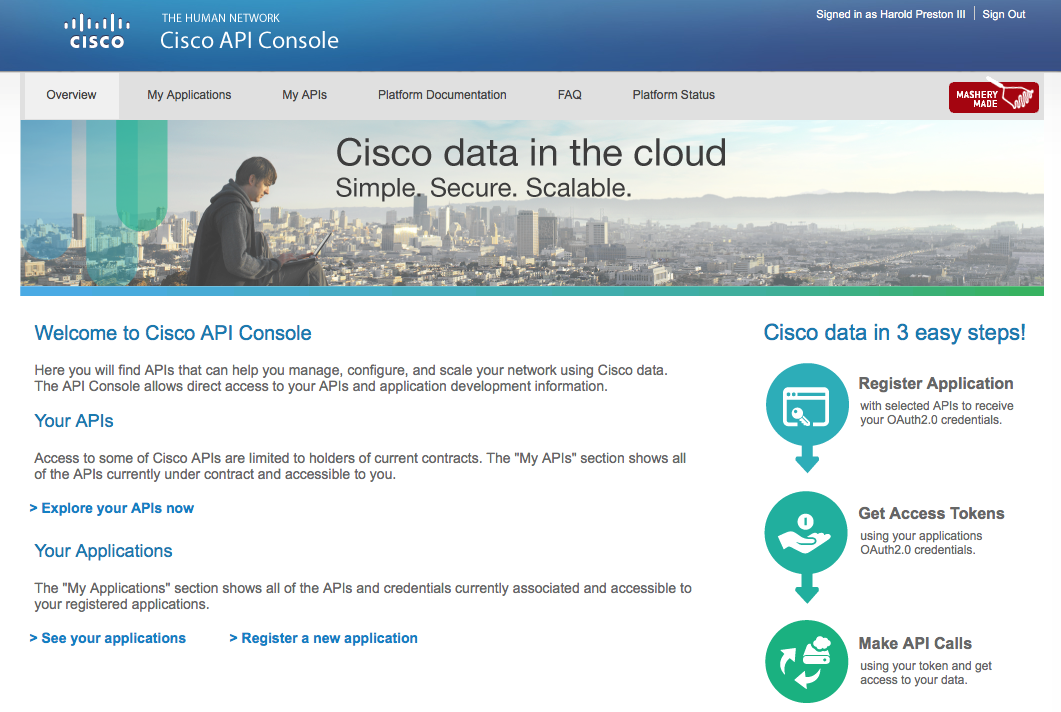 Signed in as Harold Preston III
Sign Out
CISCO
THE HUMAN NETWORK
Cisco API Console
Overview
My Applications
My APIs
Platform Documentation
FAQ
Platform Status
MASHERY
MADE
Cisco data in the cloud
Simple. Secure. Scalable.
Welcome to Cisco API Console
Here you will find APIs that can help you manage, configure, and scale your network using Cisco data.
The API Console allows direct access to your APIs and application development information.
Your APIs
Access to some of Cisco APIs are limited to holders of current contracts. The "My APIs" section shows all
of the APIs currently under contract and accessible to you.
> Explore your APIs now
Your Applications
The "My Applications" section shows all of the APIs and credentials currently associated and accessible to
your registered applications.
> See your applications
> Register a new application
Cisco data in 3 easy steps!
Register Application
with selected APIs to receive
your OAuth2.0 credentials.
Get Access Tokens
using your applications
OAuth2.0 credentials.
Make API Calls
using your token and get
access to your data.